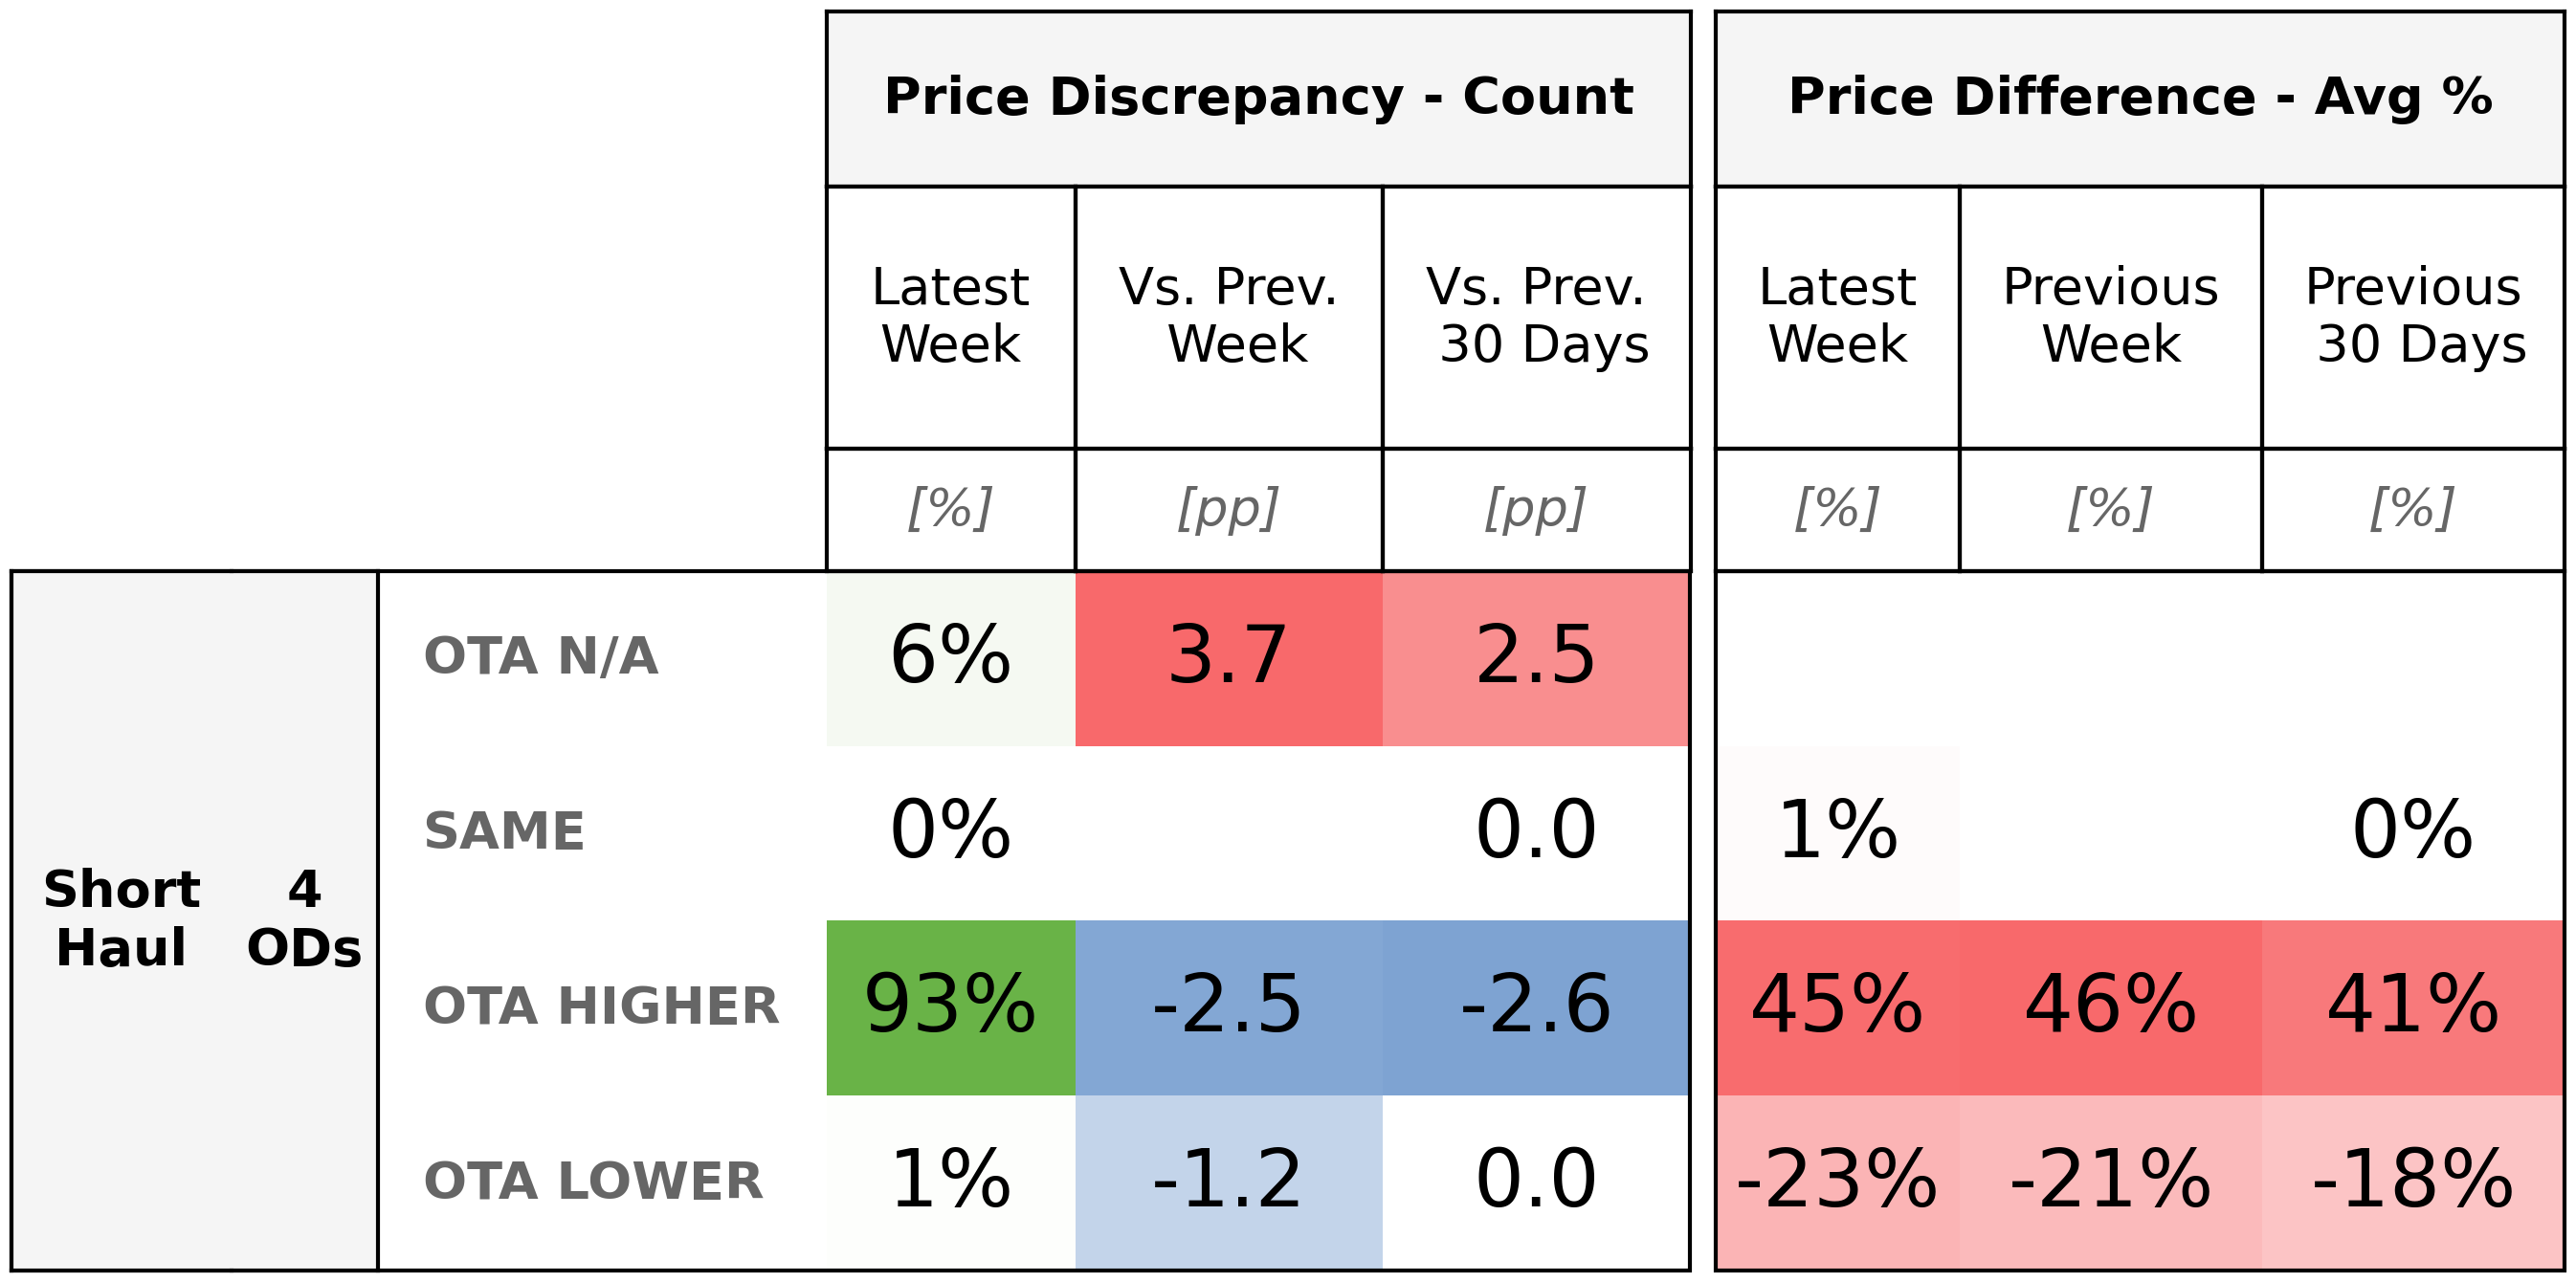 Price Discrepancy - Count Price Difference - Avg %
Latest Week Vs. Prev. Week Vs. Prev. 30 Days Latest Week Previous Week Previous 30 Days
[%] [pp] [pp] [%] [%] [%]
Short Haul 4 ODs
OTA N/A 6% 3.7 2.5
SAME 0% 0.0 1% 0%
OTA HIGHER 93% -2.5 -2.6 45% 46% 41%
OTA LOWER 1% -1.2 0.0 -23% -21% -18%